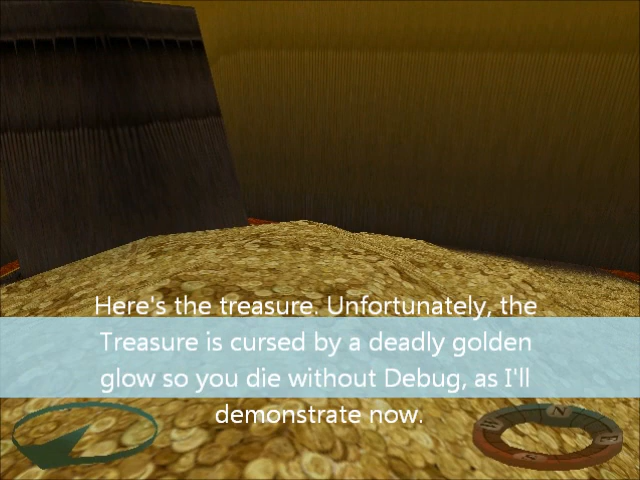 Here's the treasure. Unfortunately, the
Treasure is cursed by a deadly golden
glow so you die without Debug, as I'll
demonstrate now.
N
W
E
S